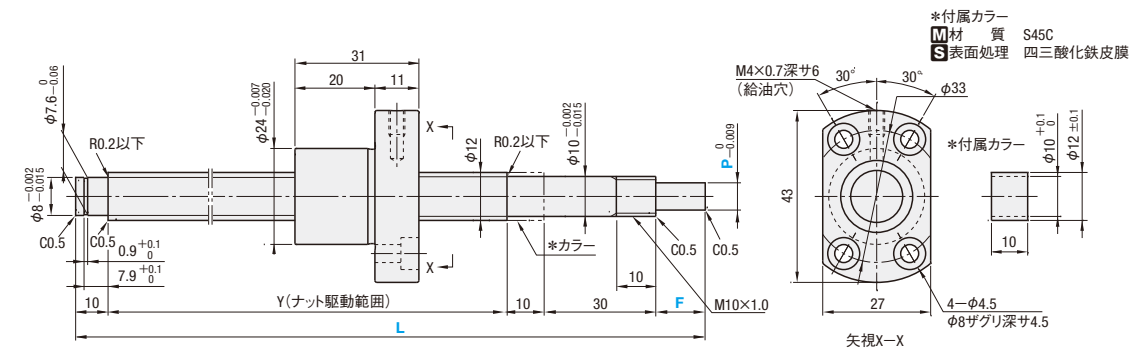 *付属カラー
M材 質 S45C
S表面処理 四三酸化鉄皮膜
31
20
11
φ7.6 0 -0.06
R0.2以下
φ24 -0.007 -0.020
X
X
φ12
R0.2以下
φ10 -0.002 -0.015
P 0 -0.009
φ8 -0.002 -0.015
C0.5
C0.5
0.9 +0.1 0
7.9 +0.1 0
*カラー
C0.5
C0.5
10
M10×1.0
10
Y(ナット駆動範囲)
10
30
F
L
M4×0.7深サ6
(給油穴)
30°
30°
φ33
43
27
4-φ4.5
φ8ザグリ深サ4.5
矢視X-X
*付属カラー
φ10 +0.1 0
φ12 ±0.1
10